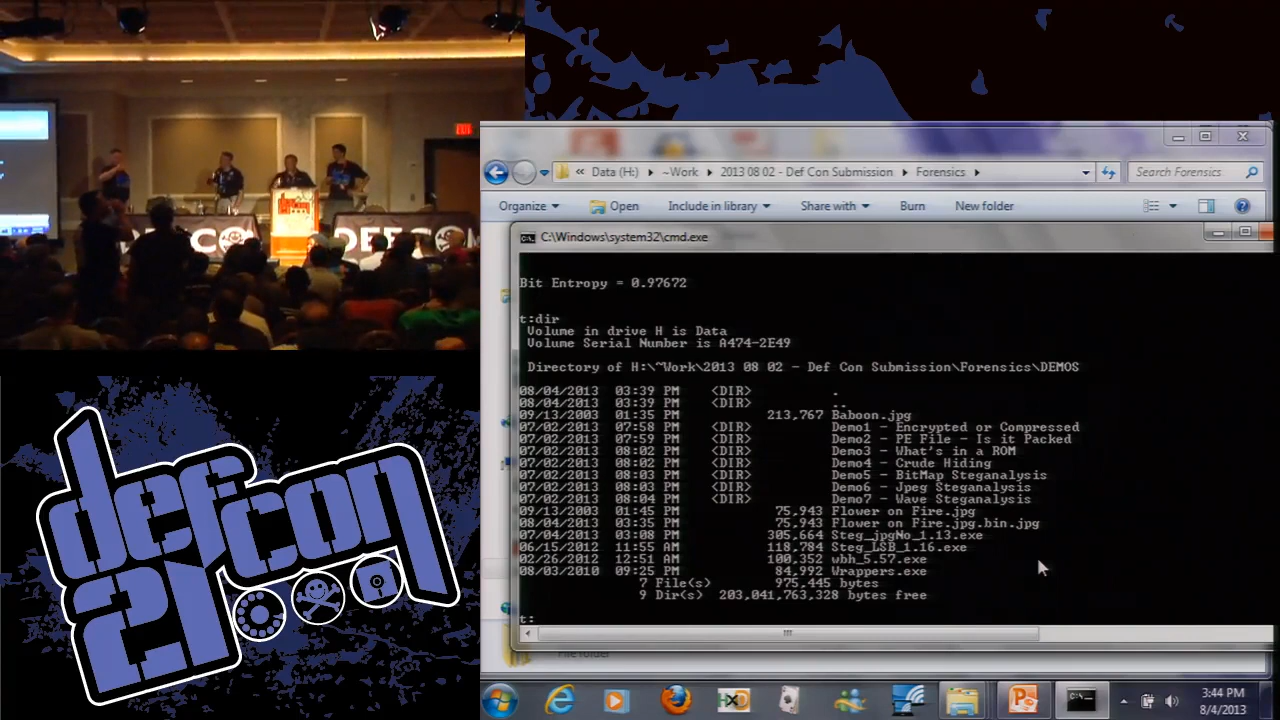 EXIT
defcon
DEFCON
DEFCON
defcon
21
« Data (H:) ▸ ~Work ▸ 2013 08 02 - Def Con Submission ▸ Forensics ▸
Search Forensics
Organize Open Include in library Share with Burn New folder
C:\Windows\system32\cmd.exe
Bit Entropy = 0.97672
t:dir
Volume in drive H is Data
Volume Serial Number is A474-2E49
Directory of H:\~Work\2013 08 02 - Def Con Submission\Forensics\DEMOS
08/04/2013 03:39 PM <DIR> .
08/04/2013 03:39 PM <DIR> ..
09/13/2003 01:35 PM 213,767 Baboon.jpg
07/02/2013 07:58 PM <DIR> Demo1 - Encrypted or Compressed
07/02/2013 07:59 PM <DIR> Demo2 - PE File - Is it Packed
07/02/2013 08:02 PM <DIR> Demo3 - What's in a ROM
07/02/2013 08:02 PM <DIR> Demo4 - Crude Hiding
07/02/2013 08:03 PM <DIR> Demo5 - BitMap Steganalysis
07/02/2013 08:03 PM <DIR> Demo6 - Jpeg Steganalysis
07/02/2013 08:04 PM <DIR> Demo7 - Wave Steganalysis
09/13/2003 01:45 PM 75,943 Flower on Fire.jpg
08/04/2013 03:35 PM 75,943 Flower on Fire.jpg.bin.jpg
07/04/2013 03:08 PM 305,664 Steg_jpgNo_1.13.exe
06/15/2012 11:55 AM 118,784 Steg_LSB_1.16.exe
02/26/2012 12:51 AM 100,352 wbh_5.57.exe
08/03/2010 09:25 PM 84,992 Wrappers.exe
7 File(s) 975,445 bytes
9 Dir(s) 203,041,763,328 bytes free
t:
File folder
3:44 PM
8/4/2013